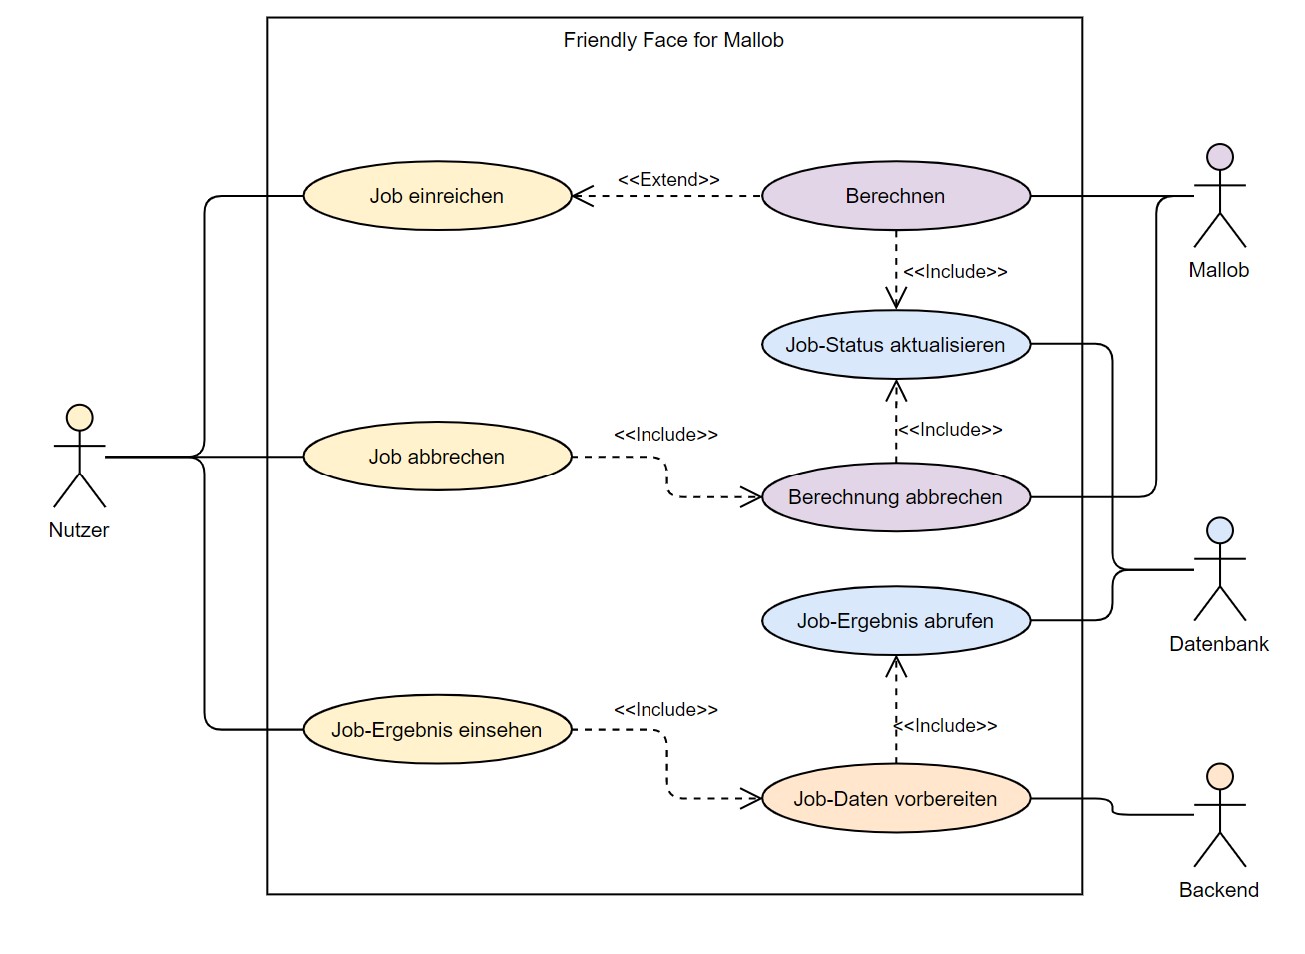 Friendly Face for Mallob
Job einreichen
<<Extend>>
Berechnen
Mallob
<<Include>>
Job-Status aktualisieren
<<Include>>
Job abbrechen
<<Include>>
Berechnung abbrechen
Nutzer
Job-Ergebnis abrufen
Datenbank
<<Include>>
Job-Ergebnis einsehen
<<Include>>
Job-Daten vorbereiten
Backend